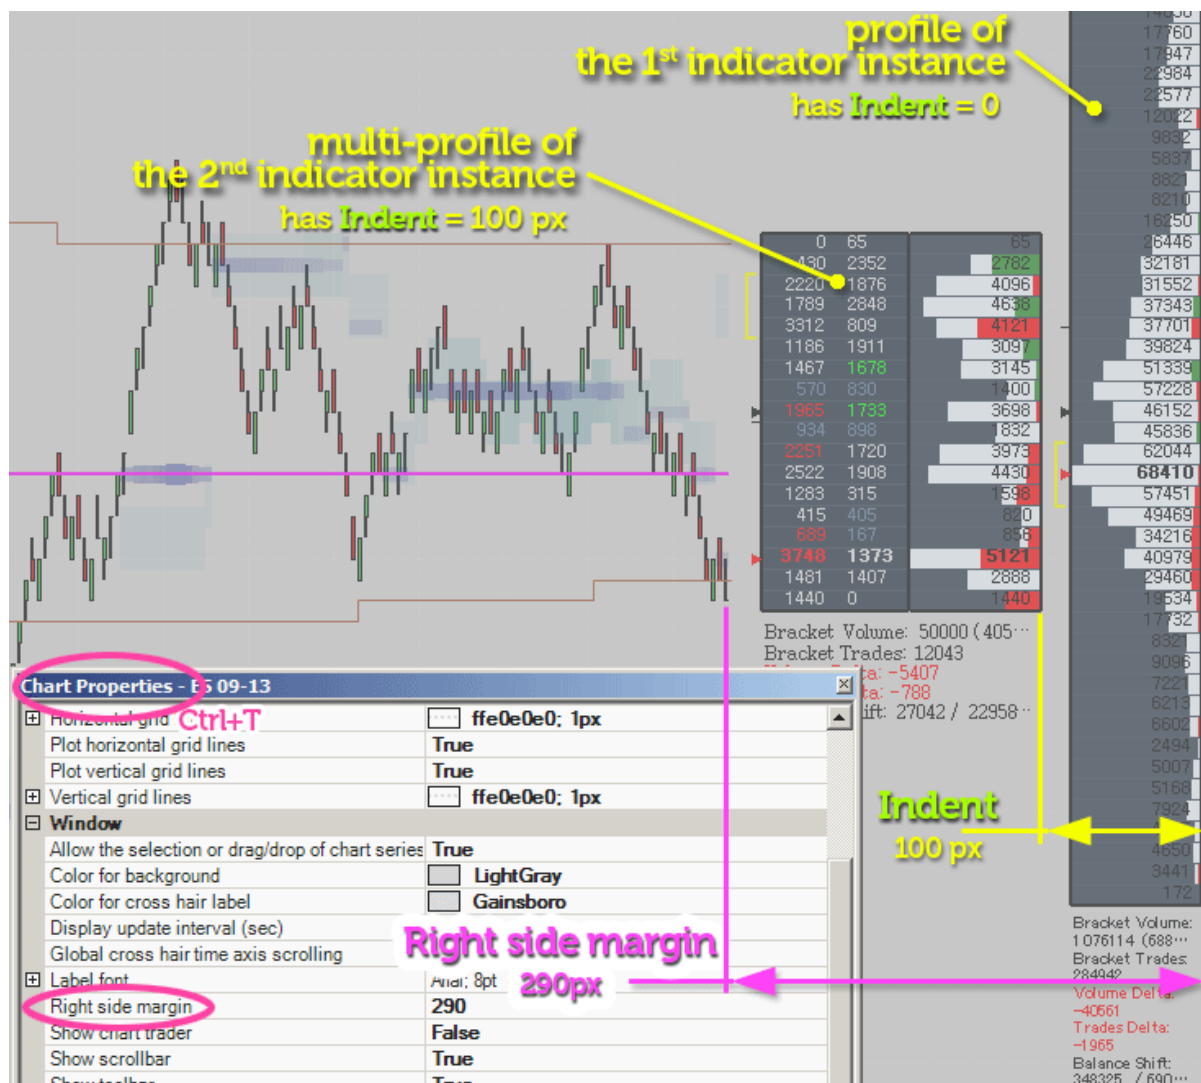 profile of
the 1st indicator instance
has Indent = 0
multi-profile of
the 2nd indicator instance
has Indent = 100 px
0 65 65
430 2352 2782
2220 1876 4096
1789 2848 4638
3312 809 4121
1186 1911 3097
1467 1678 3145
570 830 1400
1965 1733 3698
934 898 1832
2251 1720 3973
2522 1908 4430
1283 315 1598
415 405 820
689 167 856
3748 1373 5121
1481 1407 2888
1440 0 1440
Bracket Volume: 50000 (405...
Bracket Trades: 12043
ta: -5407
ta: -788
ift: 27042 / 22958...
17760
17947
22984
22577
12022
9832
5837
8821
8210
16250
26446
32181
31552
37343
37701
39824
51339
57228
46152
45836
62044
68410
57451
49469
34216
40979
29460
19534
17732
8321
9096
7221
6213
6602
2494
5007
5168
7924
4650
3441
172
Bracket Volume:
1076114 (688...
Bracket Trades:
284942
Volume Delta:
-40561
Trades Delta:
-1965
Balance Shift:
348325 / 690...
Chart Properties - ES 09-13
Ctrl+T
Horizontal grid ffe0e0e0; 1px
Plot horizontal grid lines True
Plot vertical grid lines True
Vertical grid lines ffe0e0e0; 1px
Window
Allow the selection or drag/drop of chart series True
Color for background LightGray
Color for cross hair label Gainsboro
Display update interval (sec)
Global cross hair time axis scrolling
Label font Arial; 8pt
Right side margin 290
Show chart trader False
Show scrollbar True
Show toolbar True
Indent
100 px
Right side margin
290px